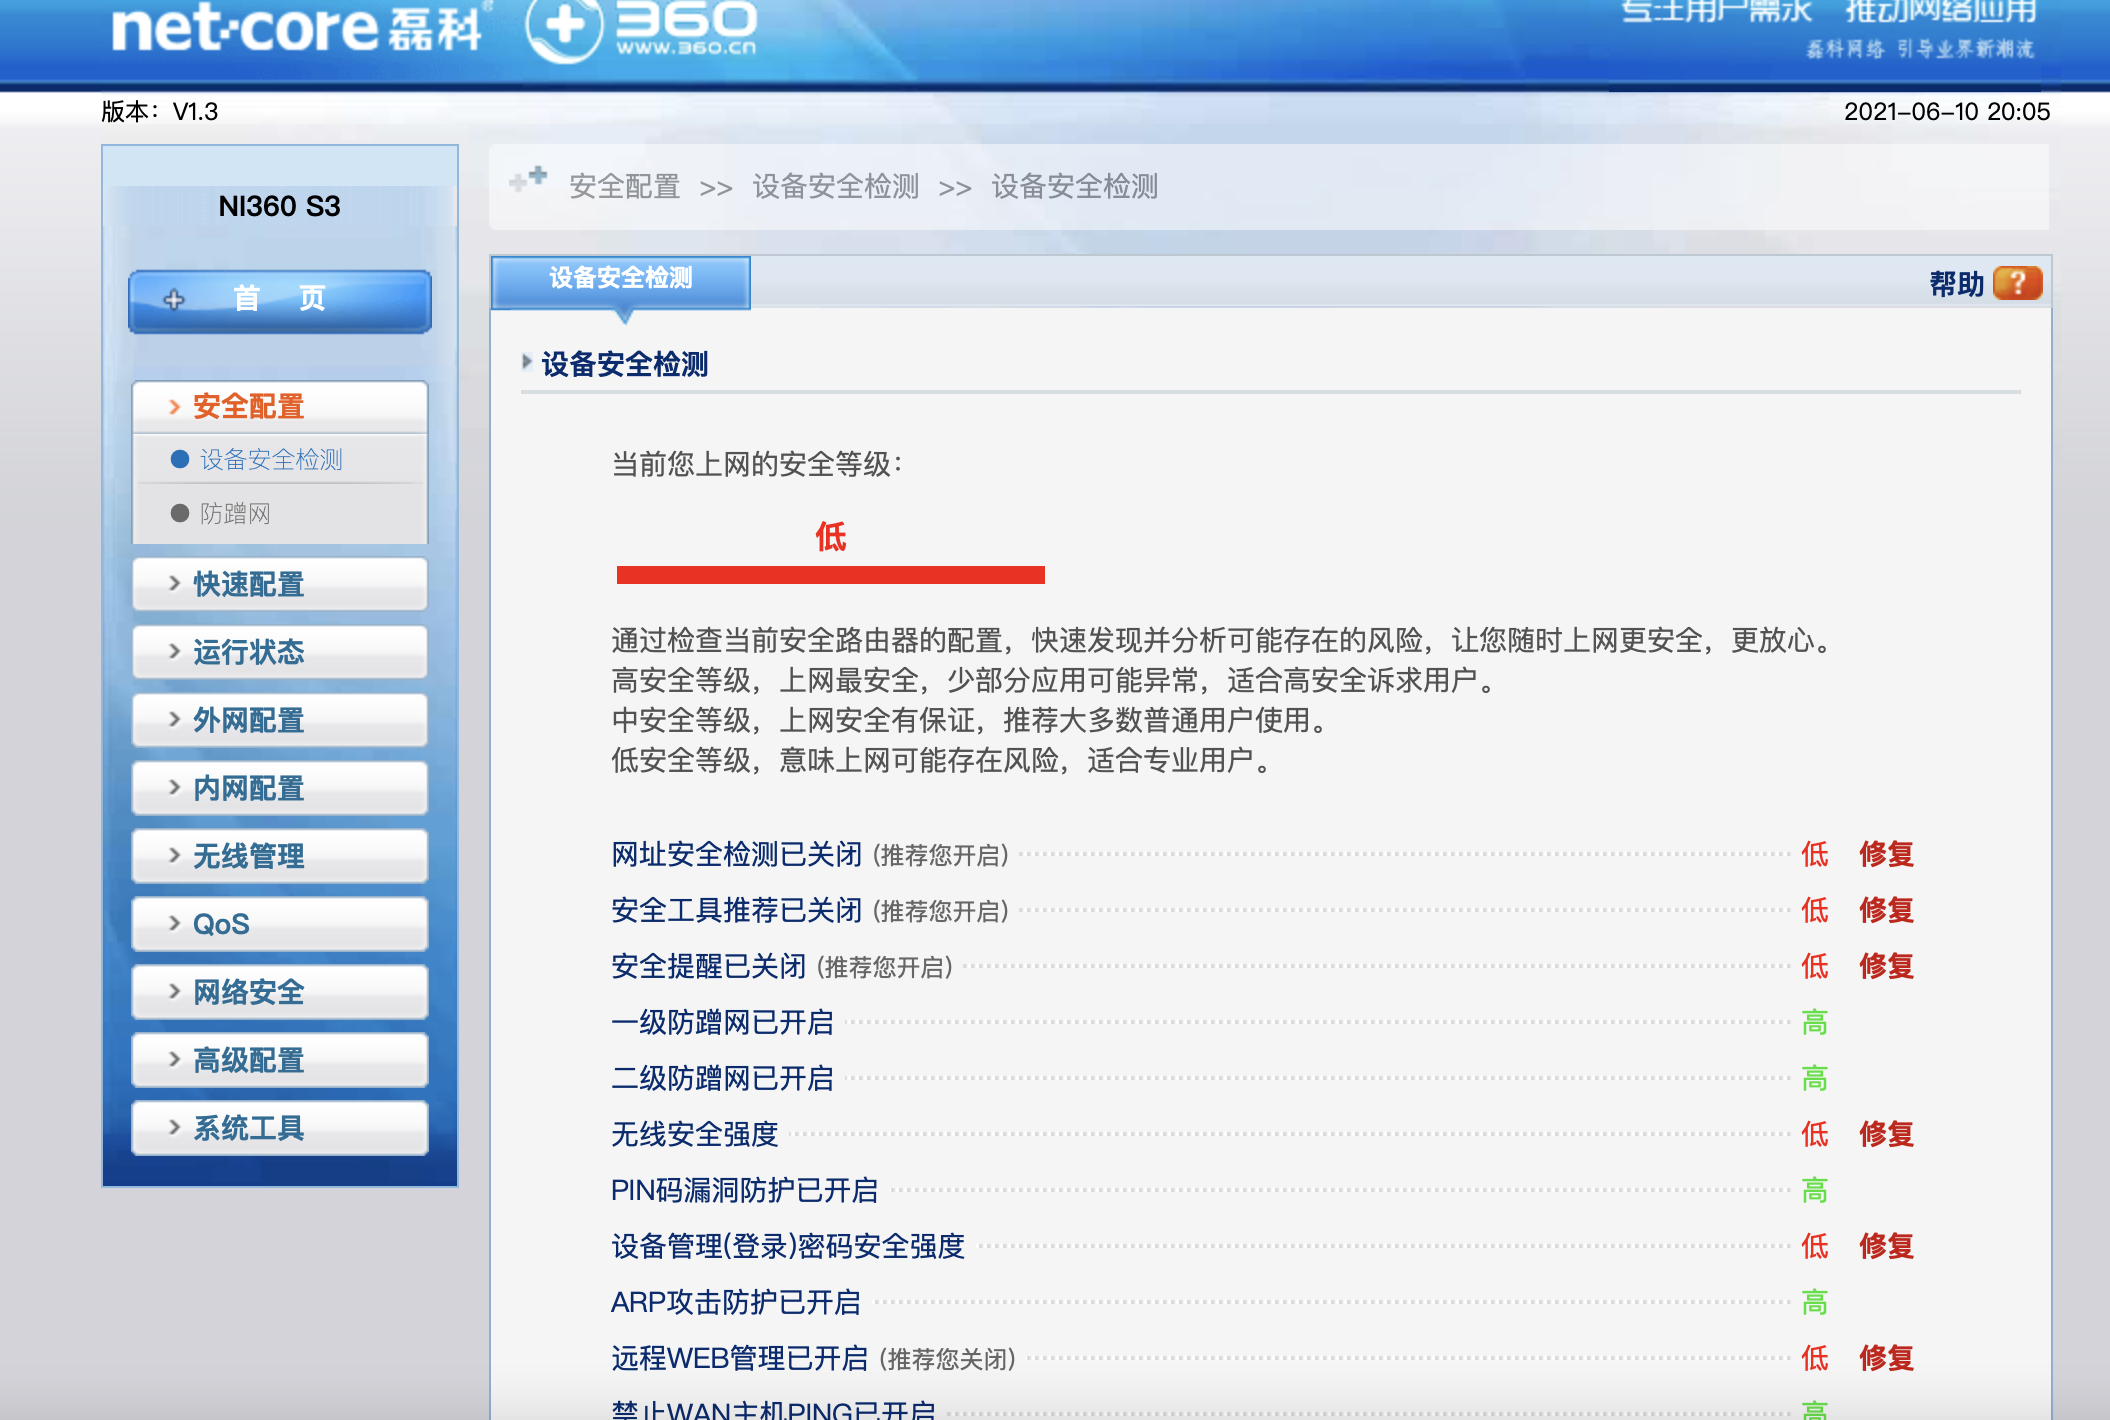 net-core 磊科®
360
www.360.cn
专注用户需求 推动网络应用
磊科网络 引导业界新潮流
版本：V1.3
2021-06-10 20:05
NI360 S3
首 页
安全配置
设备安全检测
防蹭网
快速配置
运行状态
外网配置
内网配置
无线管理
QoS
网络安全
高级配置
系统工具
安全配置 >> 设备安全检测 >> 设备安全检测
设备安全检测
帮助 ?
设备安全检测
当前您上网的安全等级：
低
通过检查当前安全路由器的配置，快速发现并分析可能存在的风险，让您随时上网更安全，更放心。
高安全等级，上网最安全，少部分应用可能异常，适合高安全诉求用户。
中安全等级，上网安全有保证，推荐大多数普通用户使用。
低安全等级，意味上网可能存在风险，适合专业用户。
网址安全检测已关闭 (推荐您开启) 低 修复
安全工具推荐已关闭 (推荐您开启) 低 修复
安全提醒已关闭 (推荐您开启) 低 修复
一级防蹭网已开启 高
二级防蹭网已开启 高
无线安全强度 低 修复
PIN码漏洞防护已开启 高
设备管理(登录)密码安全强度 低 修复
ARP攻击防护已开启 高
远程WEB管理已开启 (推荐您关闭) 低 修复
禁止WAN主机PING已开启 高